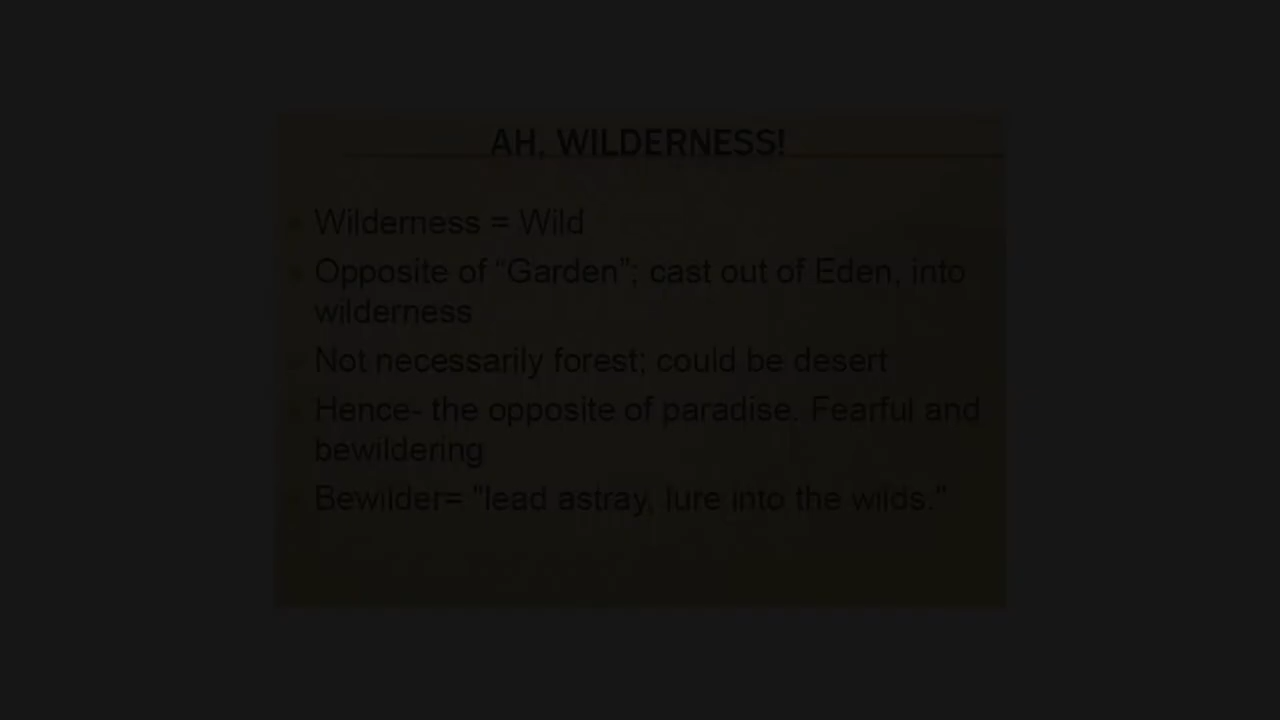 AH, WILDERNESS!
Wilderness = Wild
Opposite of “Garden”; cast out of Eden, into
wilderness
Not necessarily forest; could be desert
Hence- the opposite of paradise. Fearful and
bewildering
Bewilder= "lead astray, lure into the wilds."